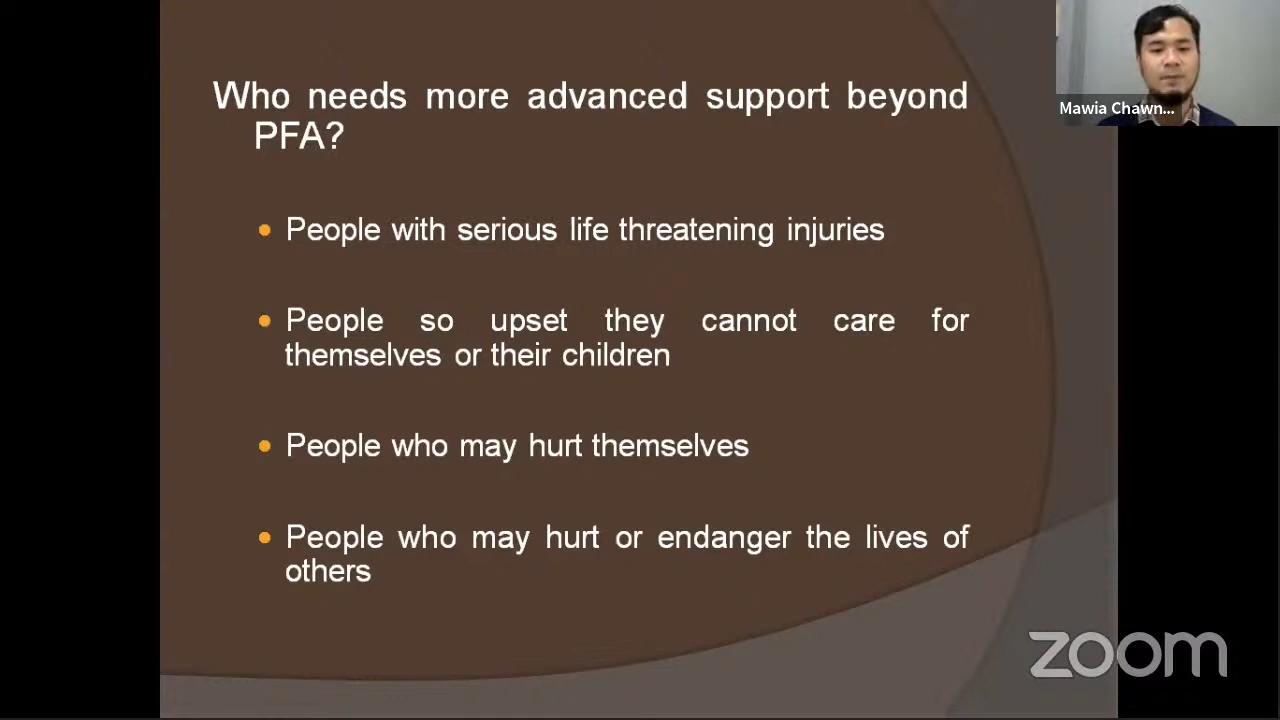 Who needs more advanced support beyond
PFA?
People with serious life threatening injuries
People so upset they cannot care for
themselves or their children
People who may hurt themselves
People who may hurt or endanger the lives of
others
Mawia Chawn...
zoom